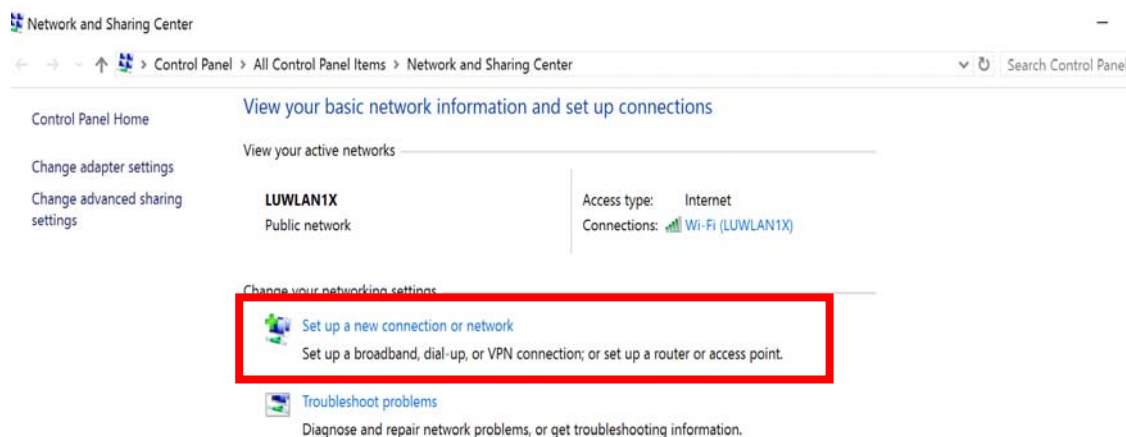 Network and Sharing Center
Control Panel > All Control Panel Items > Network and Sharing Center
Search Control Panel
Control Panel Home
Change adapter settings
Change advanced sharing
settings
View your basic network information and set up connections
View your active networks
LUWLAN1X
Public network
Access type: Internet
Connections: Wi-Fi (LUWLAN1X)
Change your networking settings
Set up a new connection or network
Set up a broadband, dial-up, or VPN connection; or set up a router or access point.
Troubleshoot problems
Diagnose and repair network problems, or get troubleshooting information.